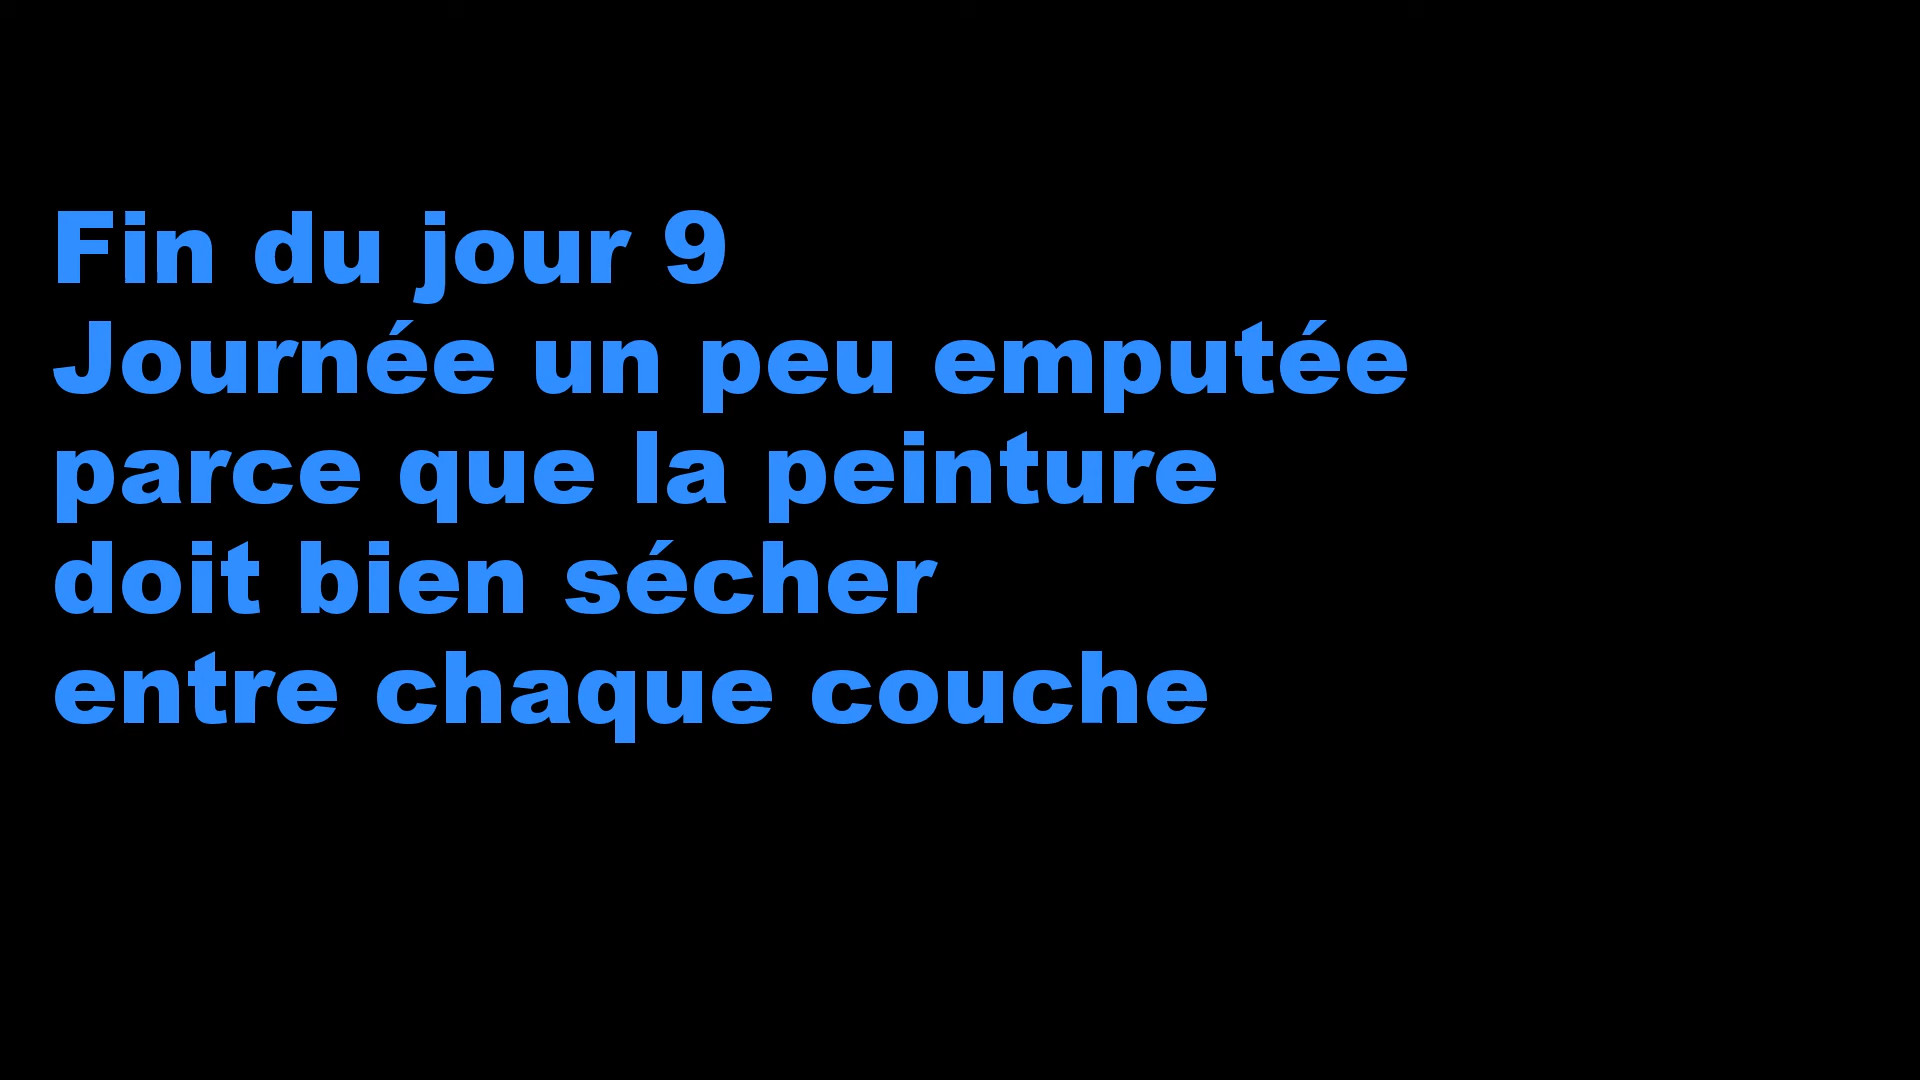 Fin du jour 9
Journée un peu emputée
parce que la peinture
doit bien sécher
entre chaque couche